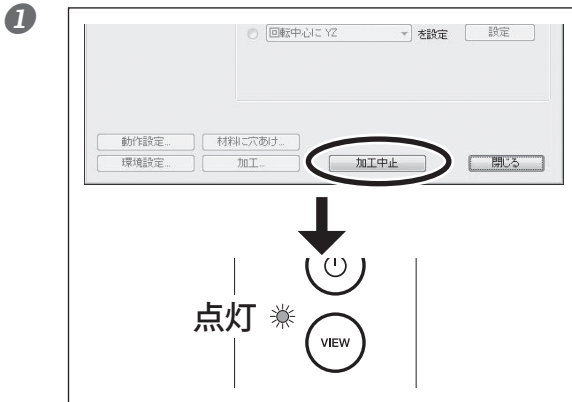 1
回転中心に YZ を設定 設定
動作設定... 材料に穴あけ...
環境設定... 加工... 加工中止 閉じる
点灯
VIEW